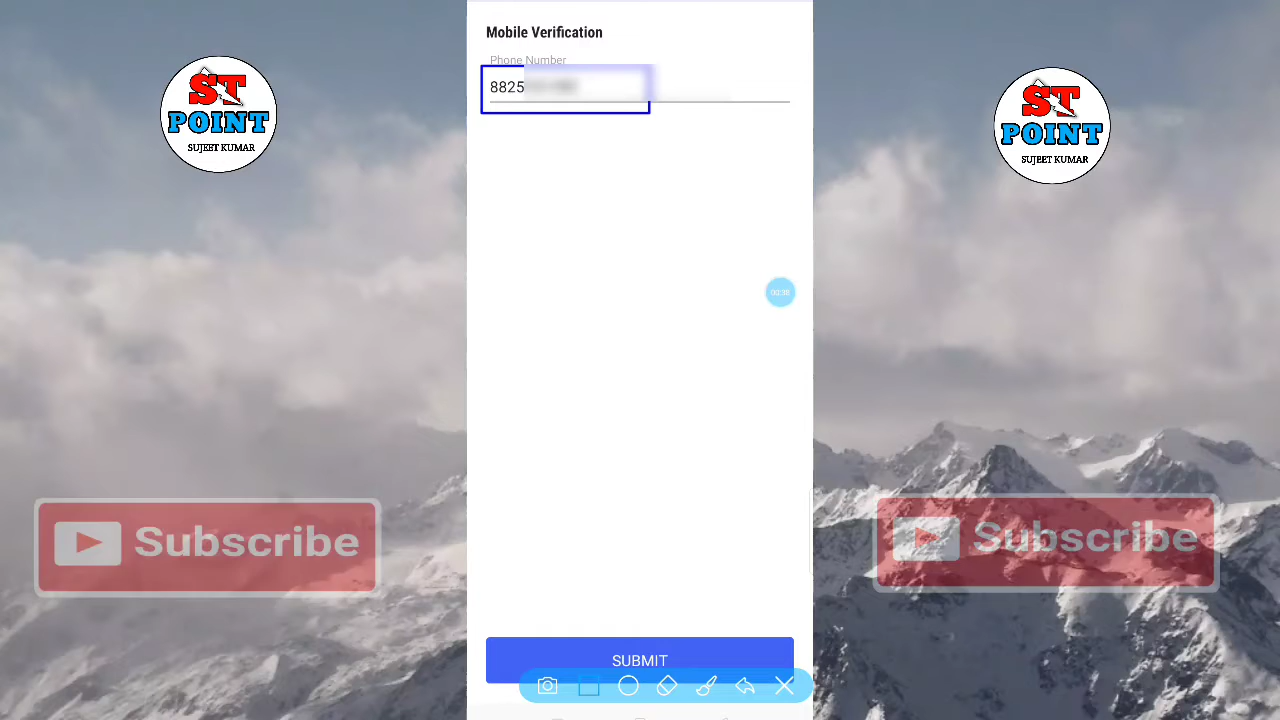 Mobile Verification
Phone Number
8825
ST
POINT
SUJEET KUMAR
ST
POINT
SUJEET KUMAR
Subscribe
Subscribe
SUBMIT